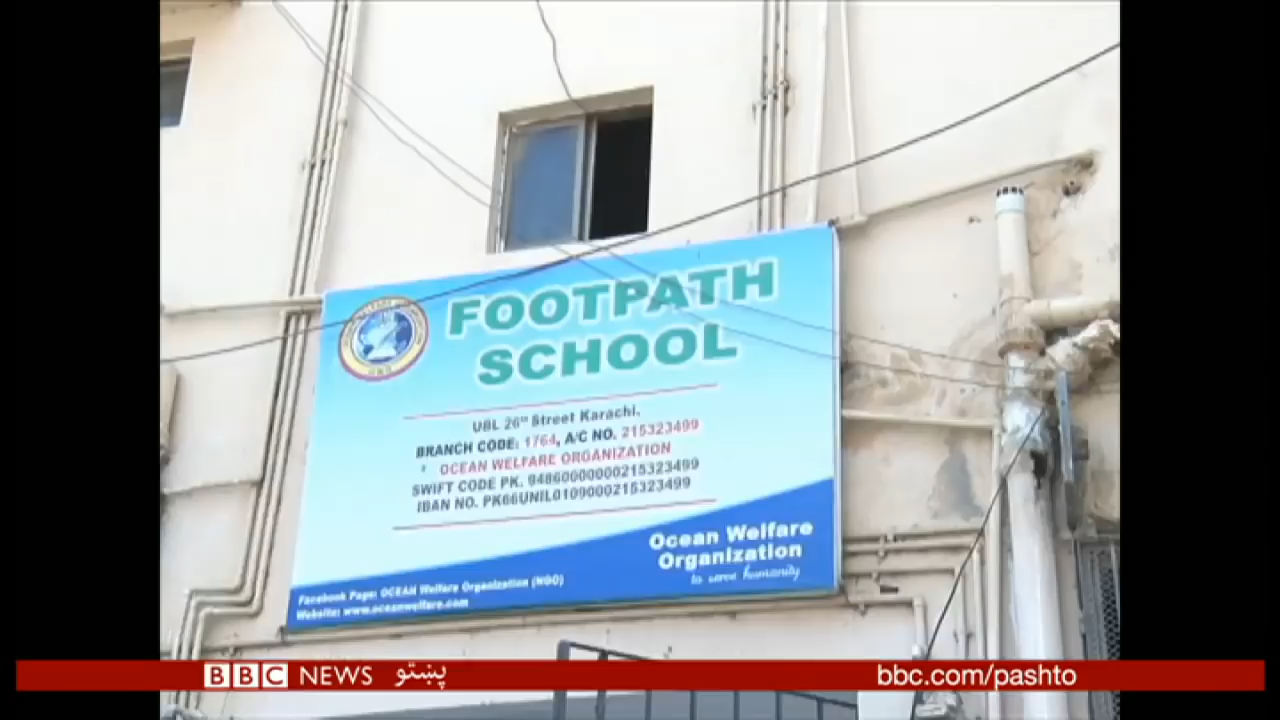 FOOTPATH
SCHOOL
UBL 26th Street Karachi.
BRANCH CODE: 1764, A/C NO. 215323499
OCEAN WELFARE ORGANIZATION
SWIFT CODE PK. 94860000000215323499
IBAN NO. PK66UNIL0109000215323499
Ocean Welfare
Organization
to serve humanity
Facebook Page: OCEAN Welfare Organization (NGO)
Website: www.oceanwelfare.com
BBC NEWS پښتو
bbc.com/pashto